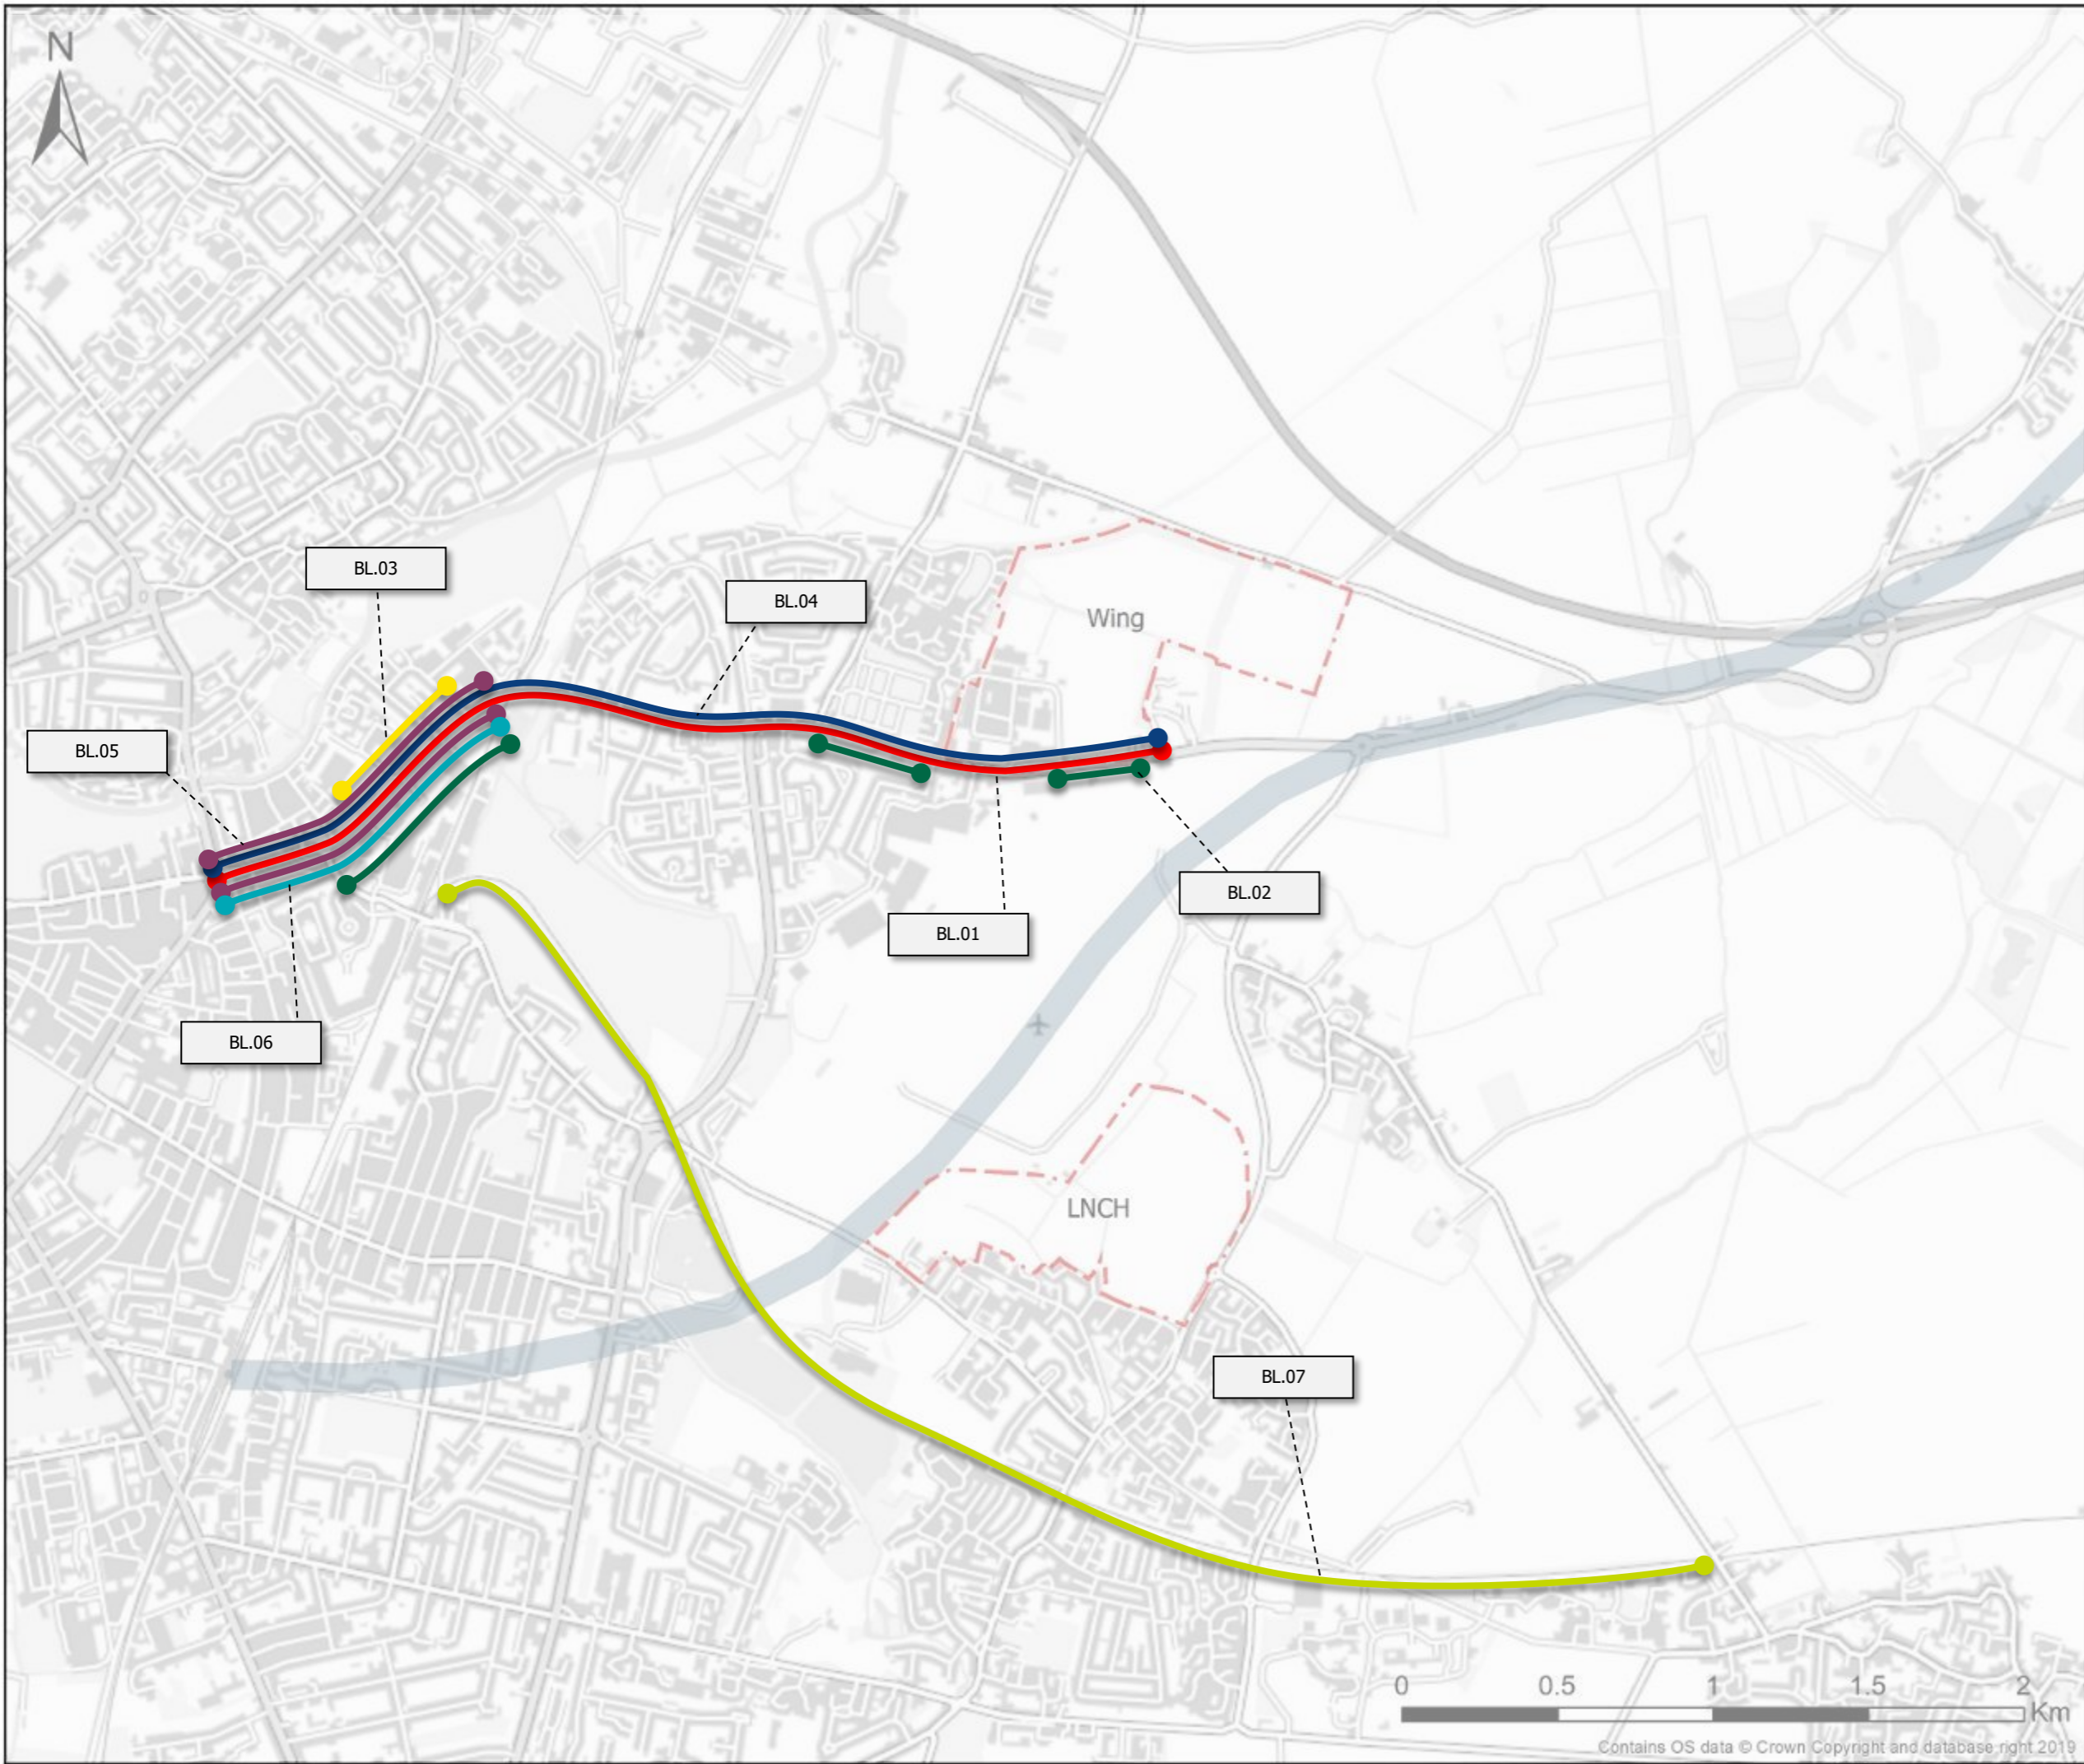 N
BL.03
BL.04
Wing
BL.05
BL.02
BL.01
BL.06
LNCH
BL.07
0 0.5 1 1.5 2
Km
Contains OS data © Crown Copyright and database right 2019